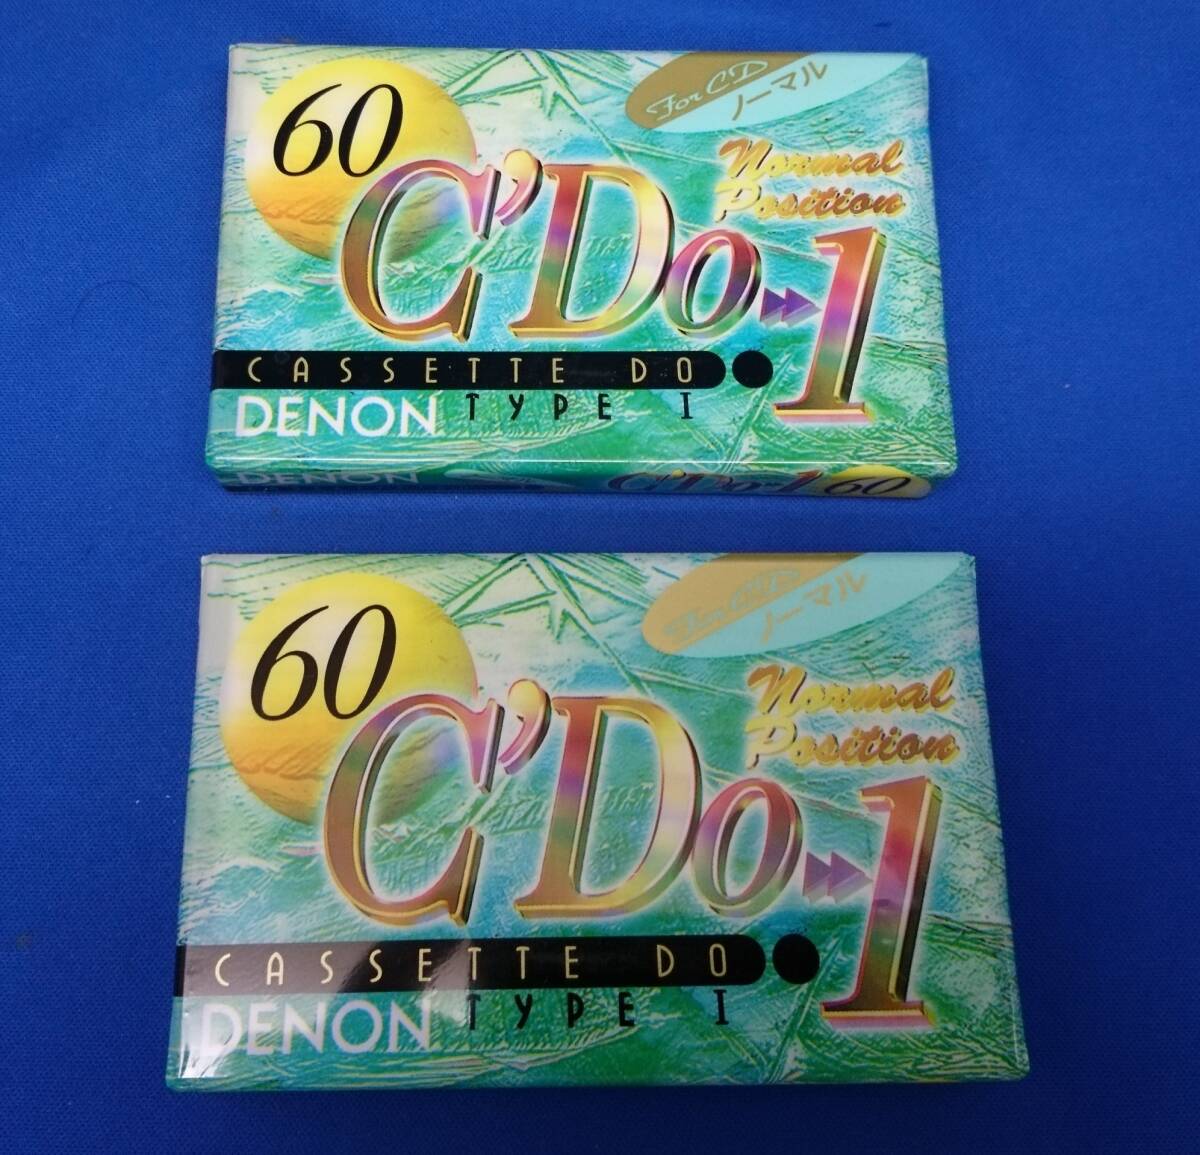 60
For CD
ノーマル
Normal
Position
C'Do▶▶1
CASSETTE DO
DENON TYPE I
DENON C'Do▶▶1 60
60
For CD
ノーマル
Normal
Position
C'Do▶▶1
CASSETTE DO
DENON TYPE I